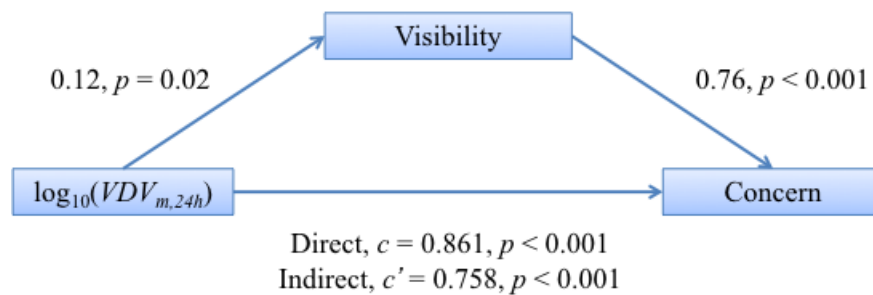 Visibility
0.12, p = 0.02
0.76, p < 0.001
log₁₀(VDVₘ,₂₄ₕ)
Concern
Direct, c = 0.861, p < 0.001
Indirect, c’ = 0.758, p < 0.001